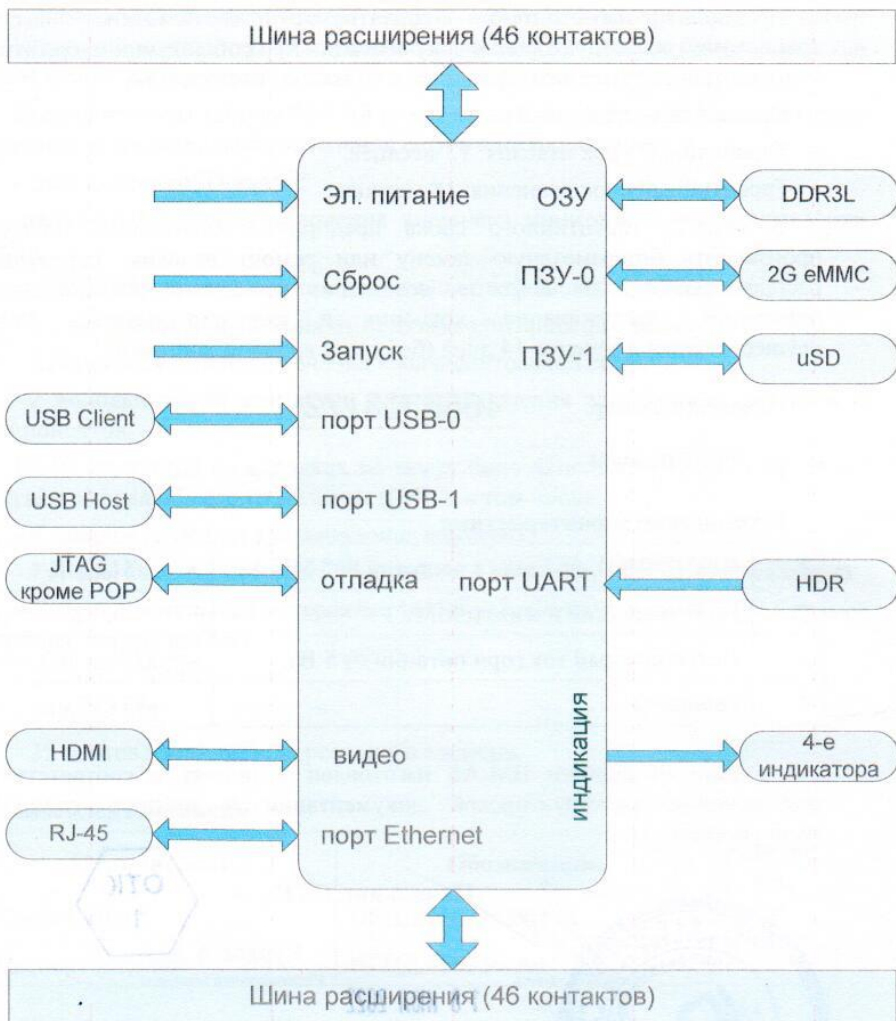 Шина расширения (46 контактов)
Эл. питание
ОЗУ
DDR3L
Сброс
ПЗУ-0
2G eMMC
Запуск
ПЗУ-1
uSD
USB Client
порт USB-0
USB Host
порт USB-1
JTAG
кроме POP
отладка
порт UART
HDR
HDMI
видео
индикация
4-е
индикатора
RJ-45
порт Ethernet
ОТК
1
Шина расширения (46 контактов)